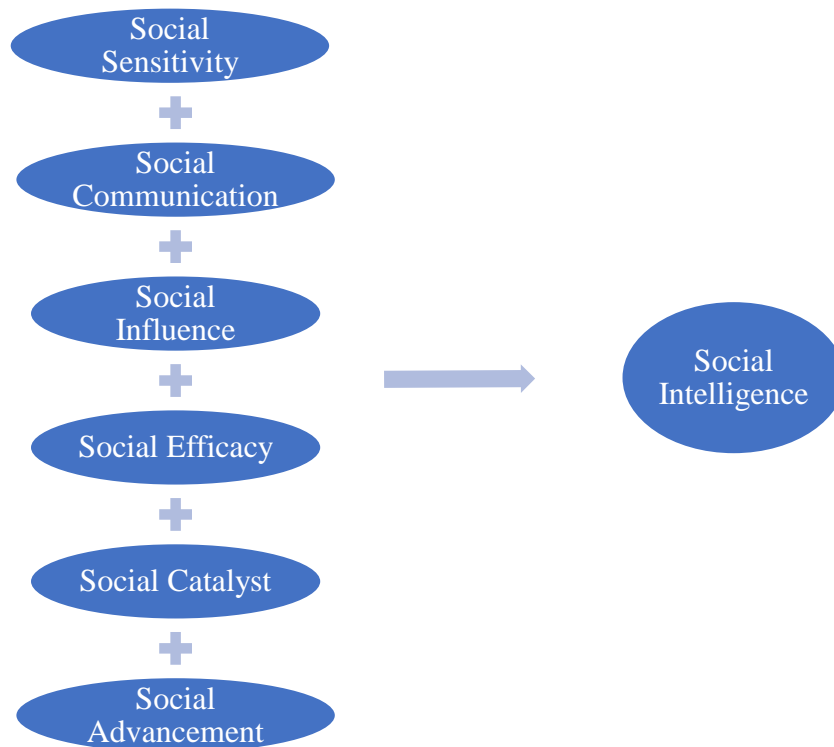 Social
Sensitivity
Social
Communication
Social
Influence
Social Efficacy
Social Catalyst
Social
Advancement
Social
Intelligence